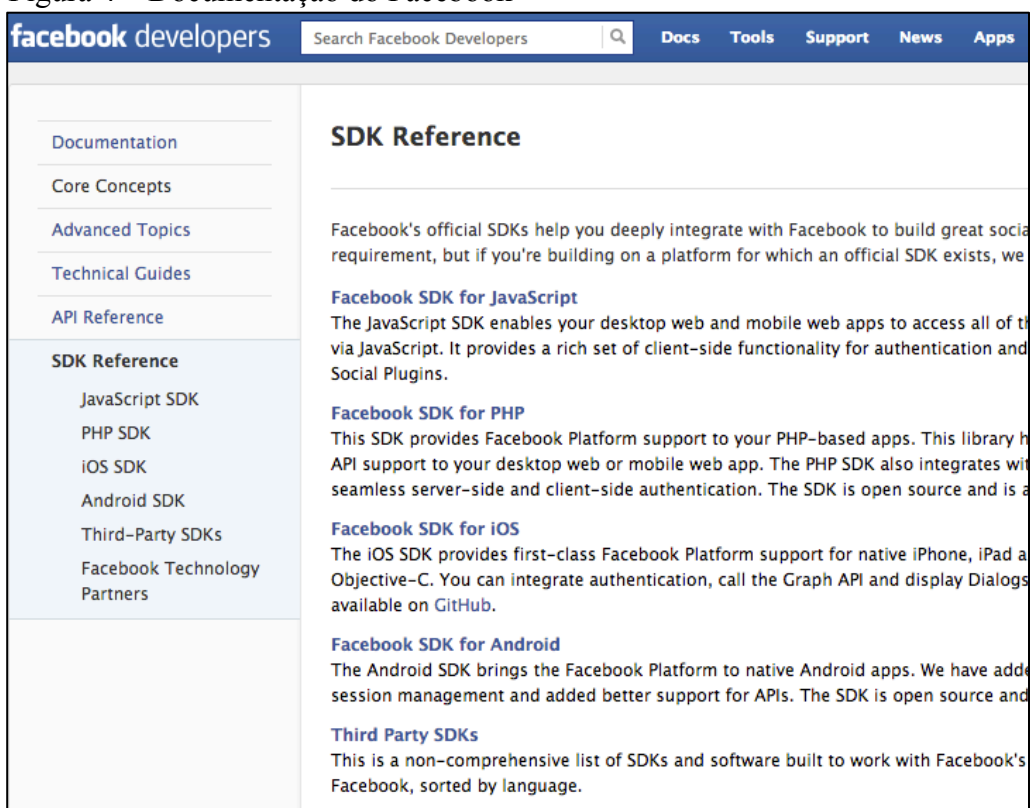 facebook developers
Search Facebook Developers
Docs Tools Support News Apps
Documentation
Core Concepts
Advanced Topics
Technical Guides
API Reference
SDK Reference
JavaScript SDK
PHP SDK
iOS SDK
Android SDK
Third-Party SDKs
Facebook Technology
Partners
SDK Reference
Facebook's official SDKs help you deeply integrate with Facebook to build great
requirement, but if you're building on a platform for which an official SDK exists, we
Facebook SDK for JavaScript
The JavaScript SDK enables your desktop web and mobile web apps to access all of
via JavaScript. It provides a rich set of client-side functionality for authentication and
Social Plugins.
Facebook SDK for PHP
This SDK provides Facebook Platform support to your PHP-based apps. This library
API support to your desktop web or mobile web app. The PHP SDK also integrates
seamless server-side and client-side authentication. The SDK is open source and is
Facebook SDK for iOS
The iOS SDK provides first-class Facebook Platform support for native iPhone, iPad
Objective-C. You can integrate authentication, call the Graph API and display Dialogs
available on GitHub.
Facebook SDK for Android
The Android SDK brings the Facebook Platform to native Android apps. We have
session management and added better support for APIs. The SDK is open source and
Third Party SDKs
This is a non-comprehensive list of SDKs and software built to work with Facebook's
Facebook, sorted by language.